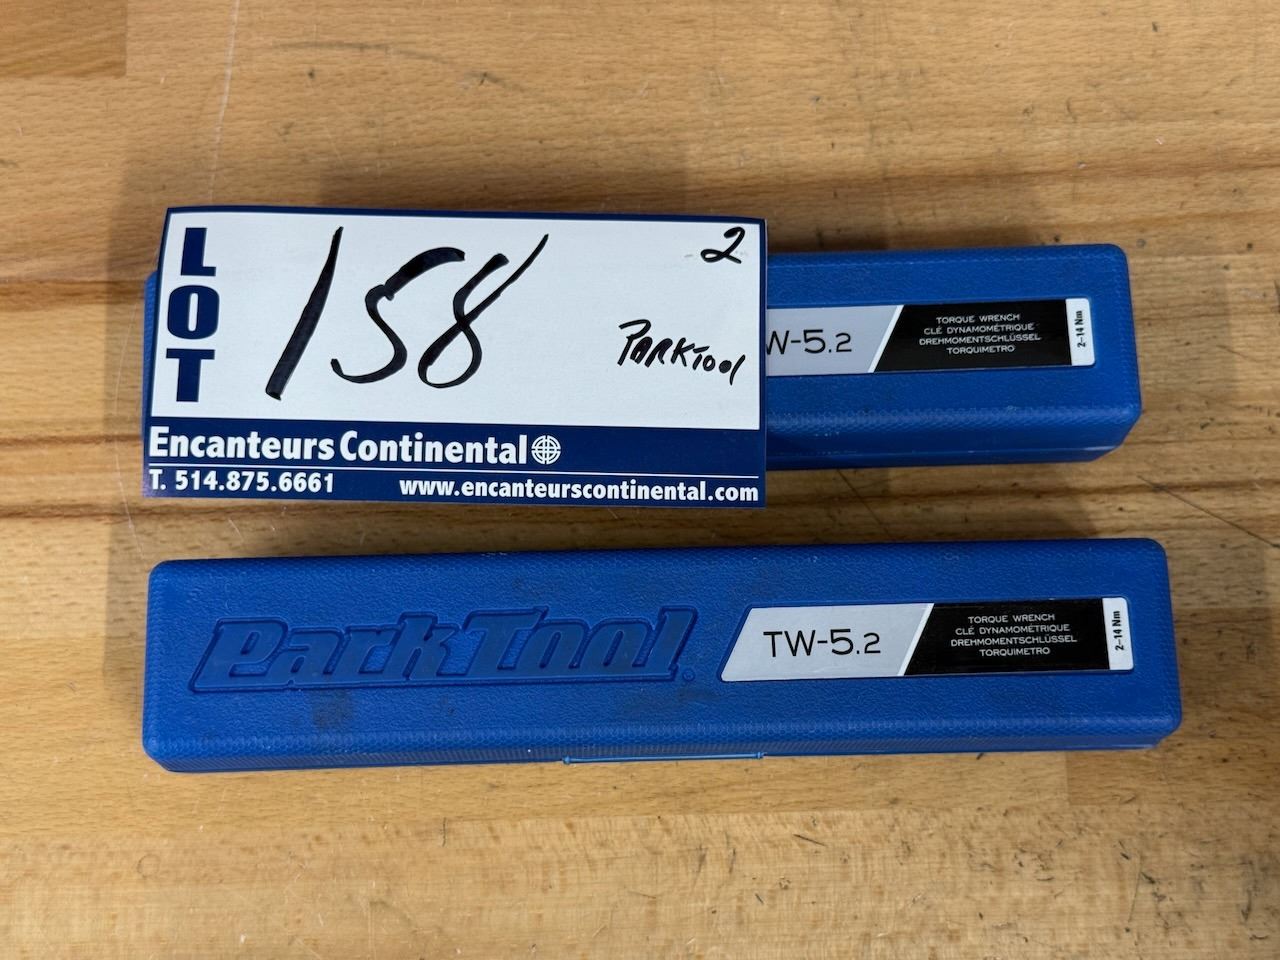 LOT
158
2
PARKTOOL
Encanteurs Continental
T. 514.875.6661
www.encanteurscontinental.com
W-5.2
TORQUE WRENCH
CLÉ DYNAMOMÉTRIQUE
DREHMOMENTSCHLÜSSEL
TORQUIMETRO
2–14 Nm
ParkTool®
TW-5.2
TORQUE WRENCH
CLÉ DYNAMOMÉTRIQUE
DREHMOMENTSCHLÜSSEL
TORQUIMETRO
2–14 Nm